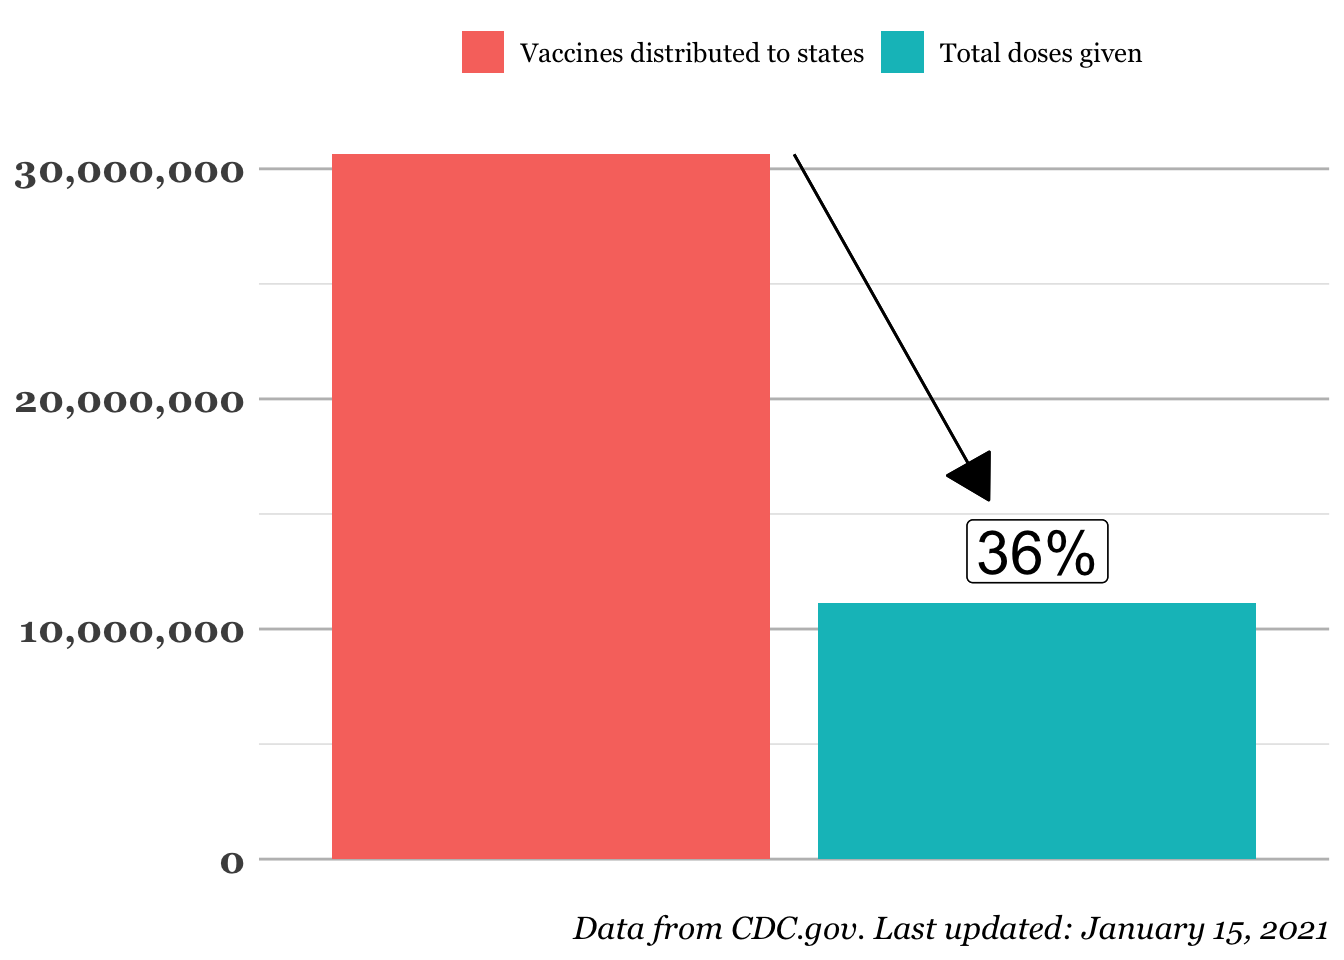 Vaccines distributed to states Total doses given
30,000,000
20,000,000
36%
10,000,000
0
Data from CDC.gov. Last updated: January 15, 2021